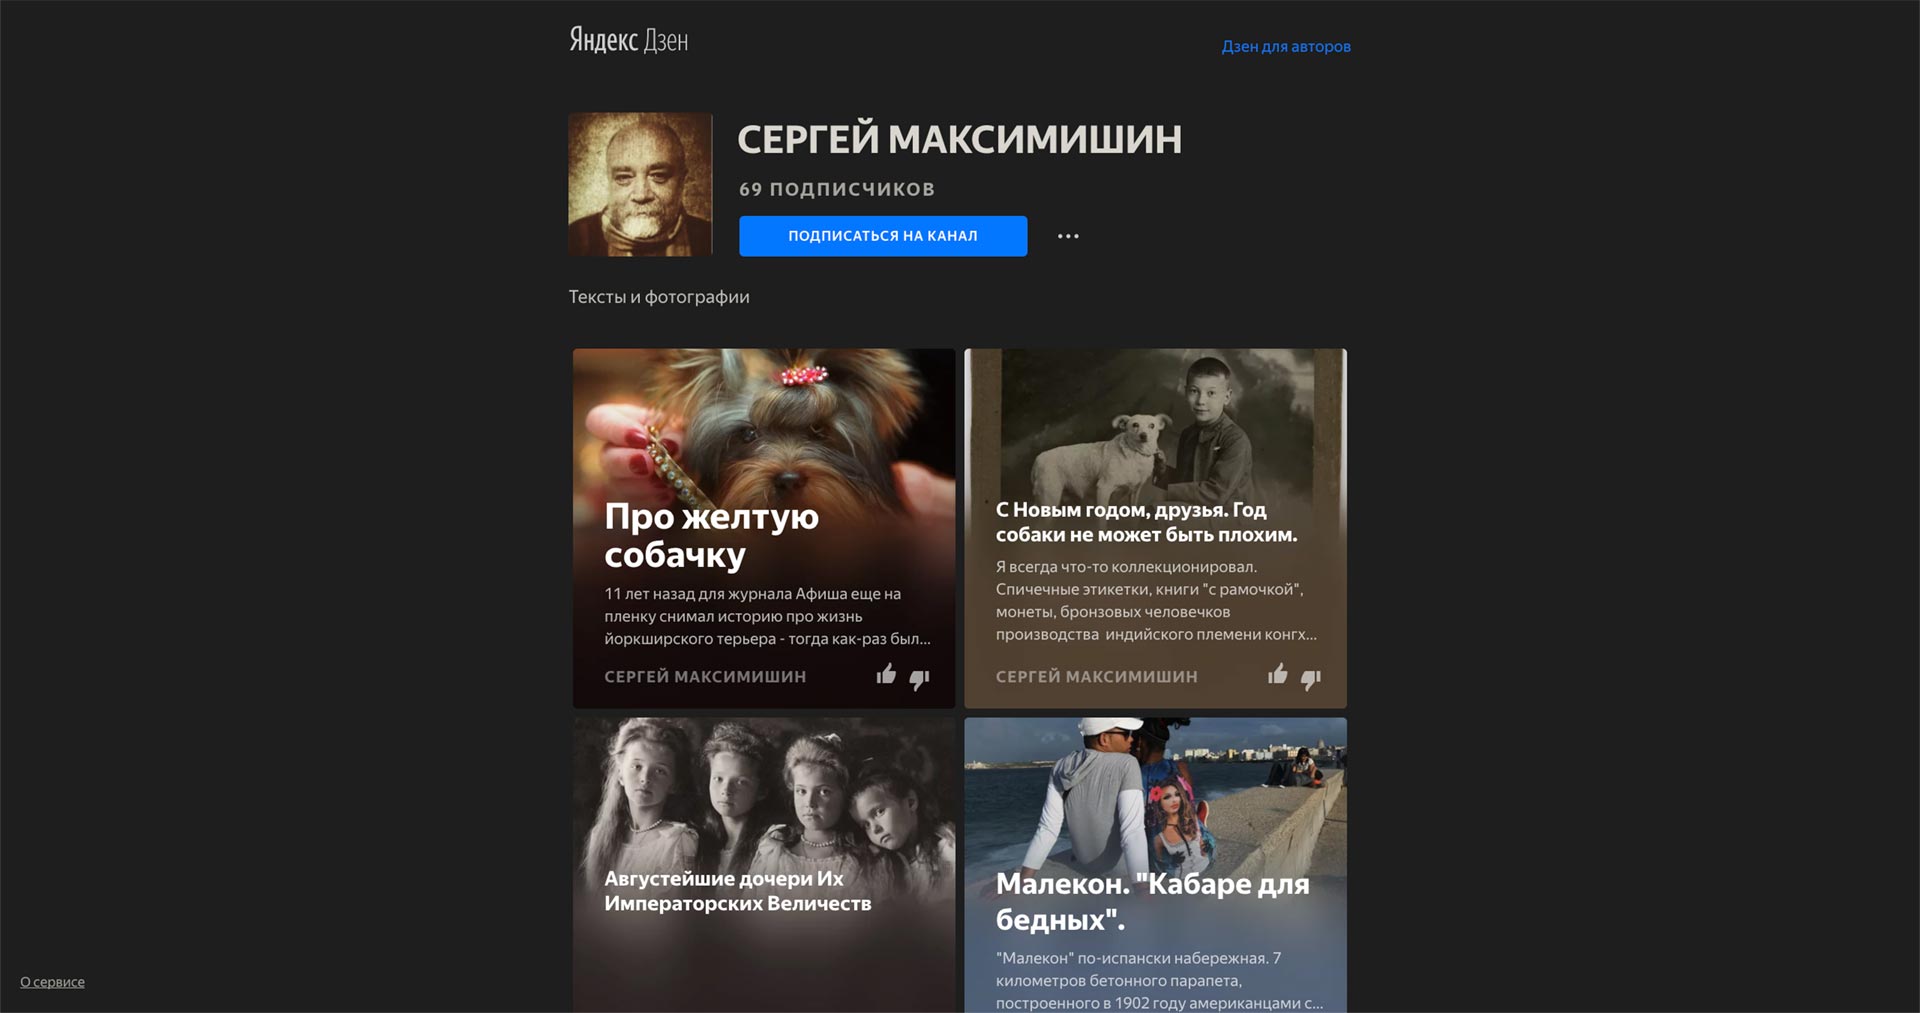 Яндекс Дзен
Дзен для авторов
СЕРГЕЙ МАКСИМИШИН
69 ПОДПИСЧИКОВ
ПОДПИСАТЬСЯ НА КАНАЛ
Тексты и фотографии
Про желтую
собачку
11 лет назад для журнала Афиша еще на
пленку снимал историю про жизнь
йоркширского терьера - тогда как-раз был...
СЕРГЕЙ МАКСИМИШИН
С Новым годом, друзья. Год
собаки не может быть плохим.
Я всегда что-то коллекционировал.
Спичечные этикетки, книги "с рамочкой",
монеты, бронзовых человечков
производства  индийского племени конгх...
СЕРГЕЙ МАКСИМИШИН
Августейшие дочери Их
Императорских Величеств
Малекон. "Кабаре для
бедных".
"Малекон" по-испански набережная. 7
километров бетонного парапета,
построенного в 1902 году американцами с...
О сервисе